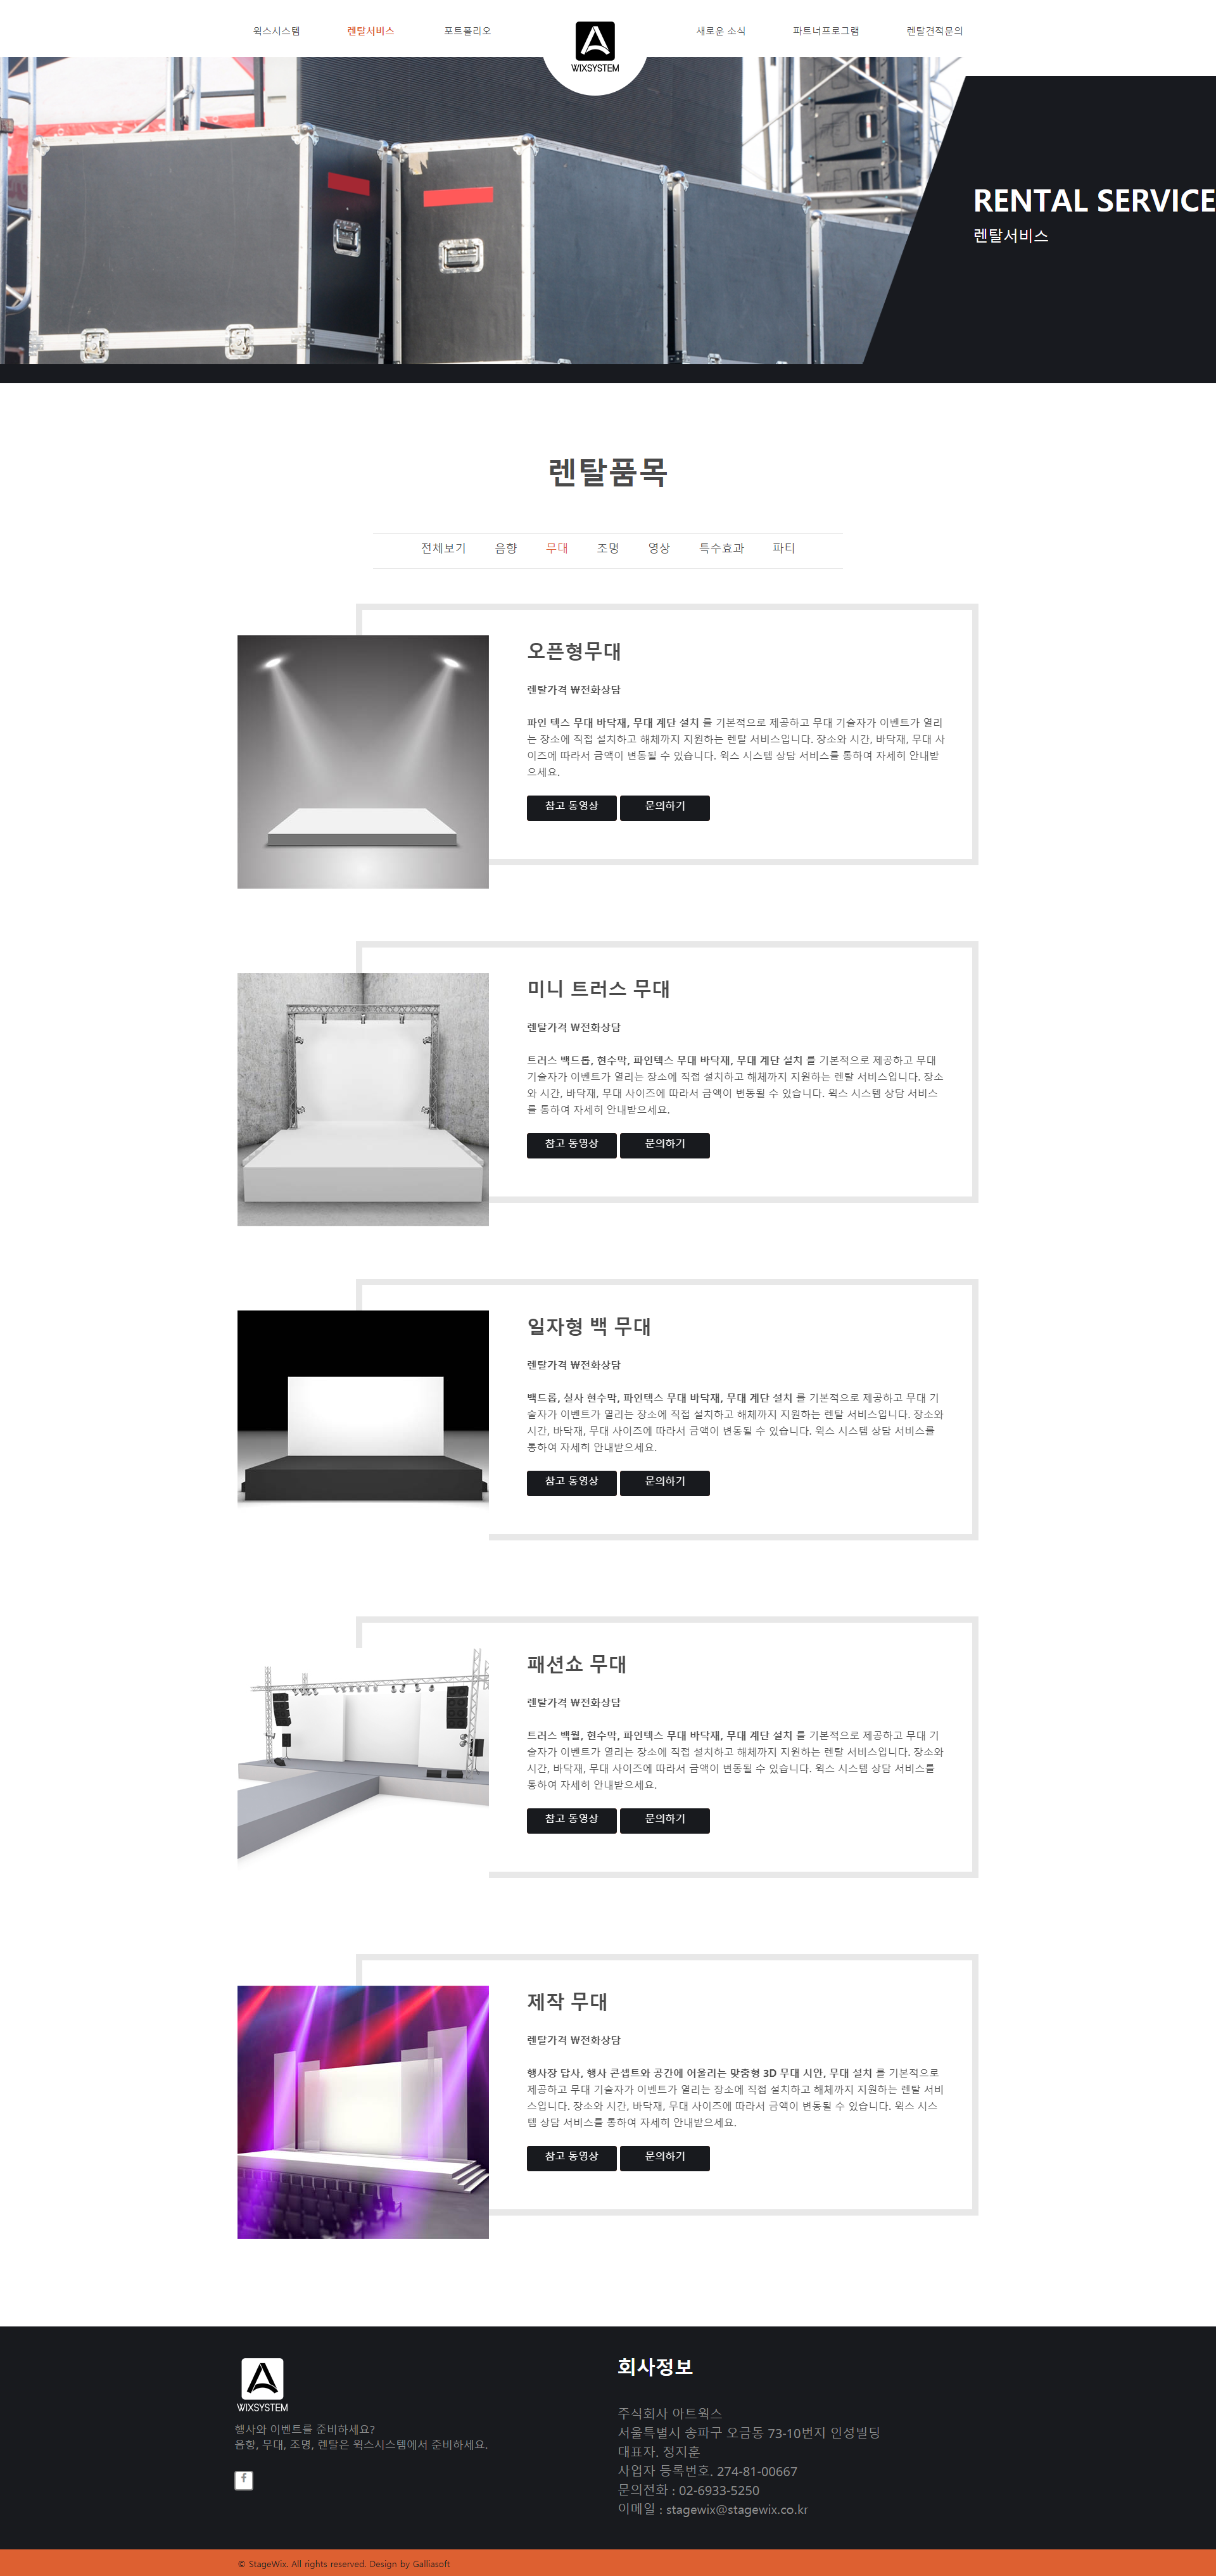 윅스시스템
렌탈서비스
포트폴리오
WIXSYSTEM
새로운 소식
파트너프로그램
렌탈견적문의
RENTAL SERVICE
렌탈서비스
렌탈품목
전체보기 음향 무대 조명 영상 특수효과 파티
오픈형무대
렌탈가격 ₩전화상담
파인 텍스 무대 바닥재, 무대 계단 설치 를 기본적으로 제공하고 무대 기술자가 이벤트가 열리
는 장소에 직접 설치하고 해체까지 지원하는 렌탈 서비스입니다. 장소와 시간, 바닥재, 무대 사
이즈에 따라서 금액이 변동될 수 있습니다. 윅스 시스템 상담 서비스를 통하여 자세히 안내받
으세요.
참고 동영상 문의하기
미니 트러스 무대
렌탈가격 ₩전화상담
트러스 백드롭, 현수막, 파인텍스 무대 바닥재, 무대 계단 설치 를 기본적으로 제공하고 무대
기술자가 이벤트가 열리는 장소에 직접 설치하고 해체까지 지원하는 렌탈 서비스입니다. 장소
와 시간, 바닥재, 무대 사이즈에 따라서 금액이 변동될 수 있습니다. 윅스 시스템 상담 서비스
를 통하여 자세히 안내받으세요.
참고 동영상 문의하기
일자형 백 무대
렌탈가격 ₩전화상담
백드롭, 실사 현수막, 파인텍스 무대 바닥재, 무대 계단 설치 를 기본적으로 제공하고 무대 기
술자가 이벤트가 열리는 장소에 직접 설치하고 해체까지 지원하는 렌탈 서비스입니다. 장소와
시간, 바닥재, 무대 사이즈에 따라서 금액이 변동될 수 있습니다. 윅스 시스템 상담 서비스를
통하여 자세히 안내받으세요.
참고 동영상 문의하기
패션쇼 무대
렌탈가격 ₩전화상담
트러스 백월, 현수막, 파인텍스 무대 바닥재, 무대 계단 설치 를 기본적으로 제공하고 무대 기
술자가 이벤트가 열리는 장소에 직접 설치하고 해체까지 지원하는 렌탈 서비스입니다. 장소와
시간, 바닥재, 무대 사이즈에 따라서 금액이 변동될 수 있습니다. 윅스 시스템 상담 서비스를
통하여 자세히 안내받으세요.
참고 동영상 문의하기
제작 무대
렌탈가격 ₩전화상담
행사장 답사, 행사 콘셉트와 공간에 어울리는 맞춤형 3D 무대 시안, 무대 설치 를 기본적으로
제공하고 무대 기술자가 이벤트가 열리는 장소에 직접 설치하고 해체까지 지원하는 렌탈 서비
스입니다. 장소와 시간, 바닥재, 무대 사이즈에 따라서 금액이 변동될 수 있습니다. 윅스 시스
템 상담 서비스를 통하여 자세히 안내받으세요.
참고 동영상 문의하기
WIXSYSTEM
행사와 이벤트를 준비하세요?
음향, 무대, 조명, 렌탈은 윅스시스템에서 준비하세요.
f
회사정보
주식회사 아트웍스
서울특별시 송파구 오금동 73-10번지 인성빌딩
대표자. 정지훈
사업자 등록번호. 274-81-00667
문의전화 : 02-6933-5250
이메일 : stagewix@stagewix.co.kr
© StageWix. All rights reserved. Design by Galliasoft